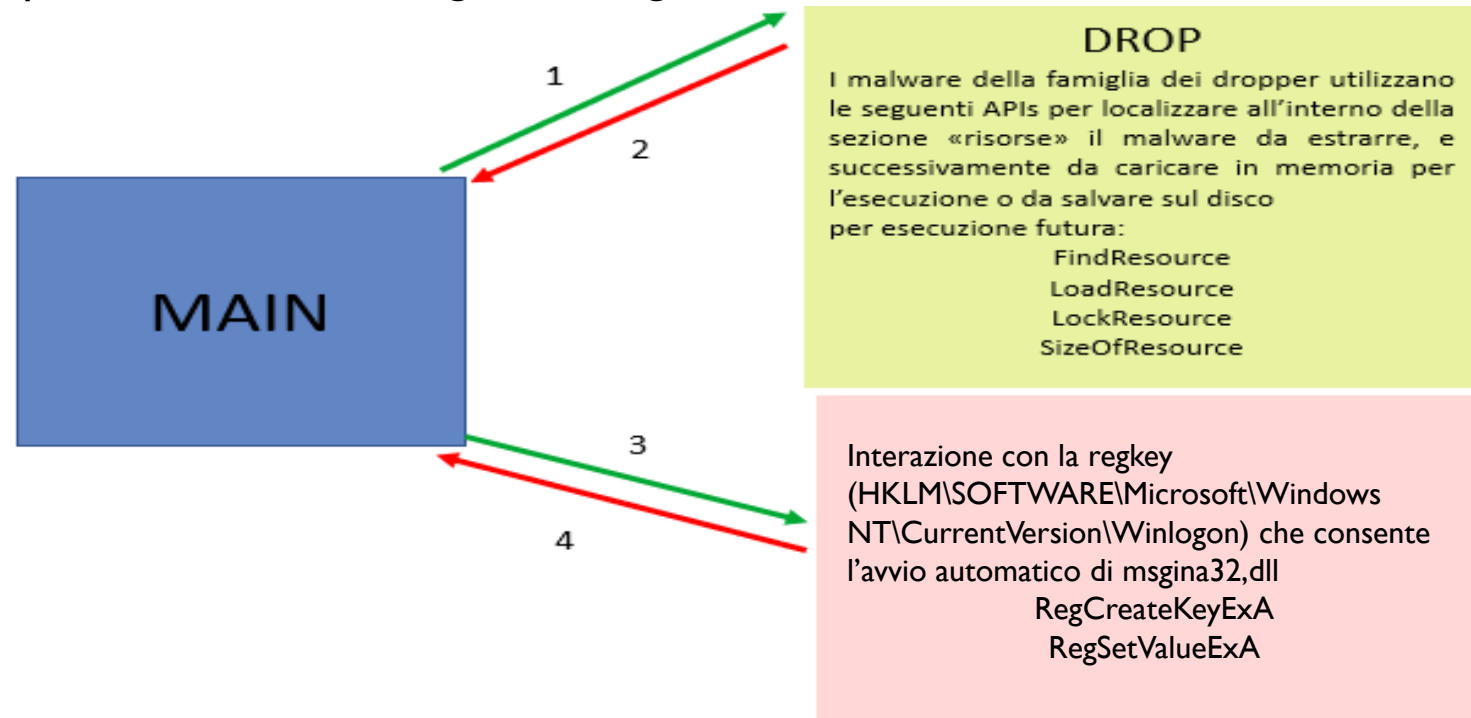 1
2
MAIN
3
4
DROP
I malware della famiglia dei dropper utilizzano
le seguenti APIs per localizzare all'interno della
sezione «risorse» il malware da estrarre, e
successivamente da caricare in memoria per
l'esecuzione o da salvare sul disco
per esecuzione futura:
FindResource
LoadResource
LockResource
SizeOfResource
Interazione con la regkey
(HKLM\SOFTWARE\Microsoft\Windows
NT\CurrentVersion\Winlogon) che consente
l'avvio automatico di msgina32,dll
RegCreateKeyExA
RegSetValueExA